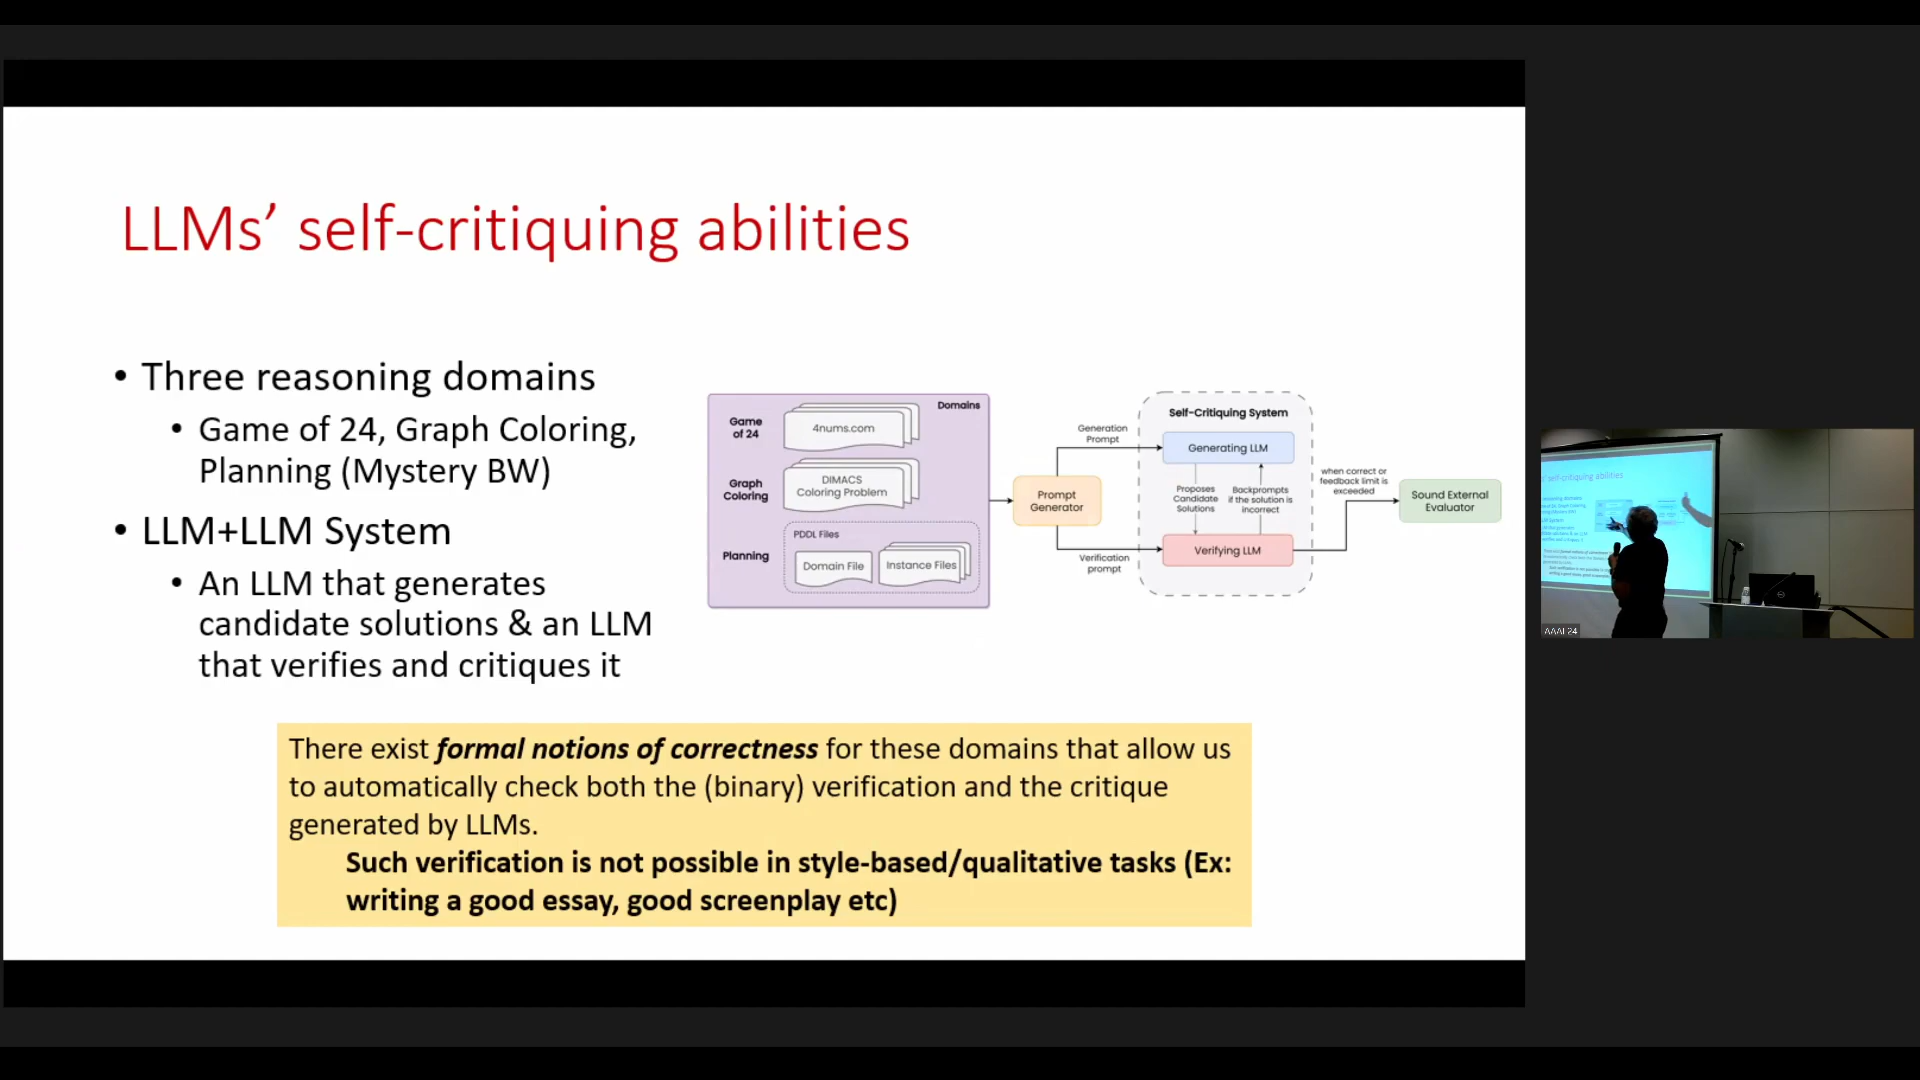 LLMs’ self-critiquing abilities
• Three reasoning domains
• Game of 24, Graph Coloring,
Planning (Mystery BW)
• LLM+LLM System
• An LLM that generates
candidate solutions & an LLM
that verifies and critiques it
Domains
Game
of 24
4nums.com
Graph
Coloring
DIMACS
Coloring Problem
Planning
PDDL Files
Domain File
Instance Files
Prompt
Generator
Generation
Prompt
Verification
prompt
Self-Critiquing System
Generating LLM
Proposes
Candidate
Solutions
Backprompts
if the solution is
incorrect
Verifying LLM
when correct or
feedback limit is
exceeded
Sound External
Evaluator
There exist formal notions of correctness for these domains that allow us
to automatically check both the (binary) verification and the critique
generated by LLMs.
Such verification is not possible in style-based/qualitative tasks (Ex:
writing a good essay, good screenplay etc)
self-critiquing abilities
AAAI 24